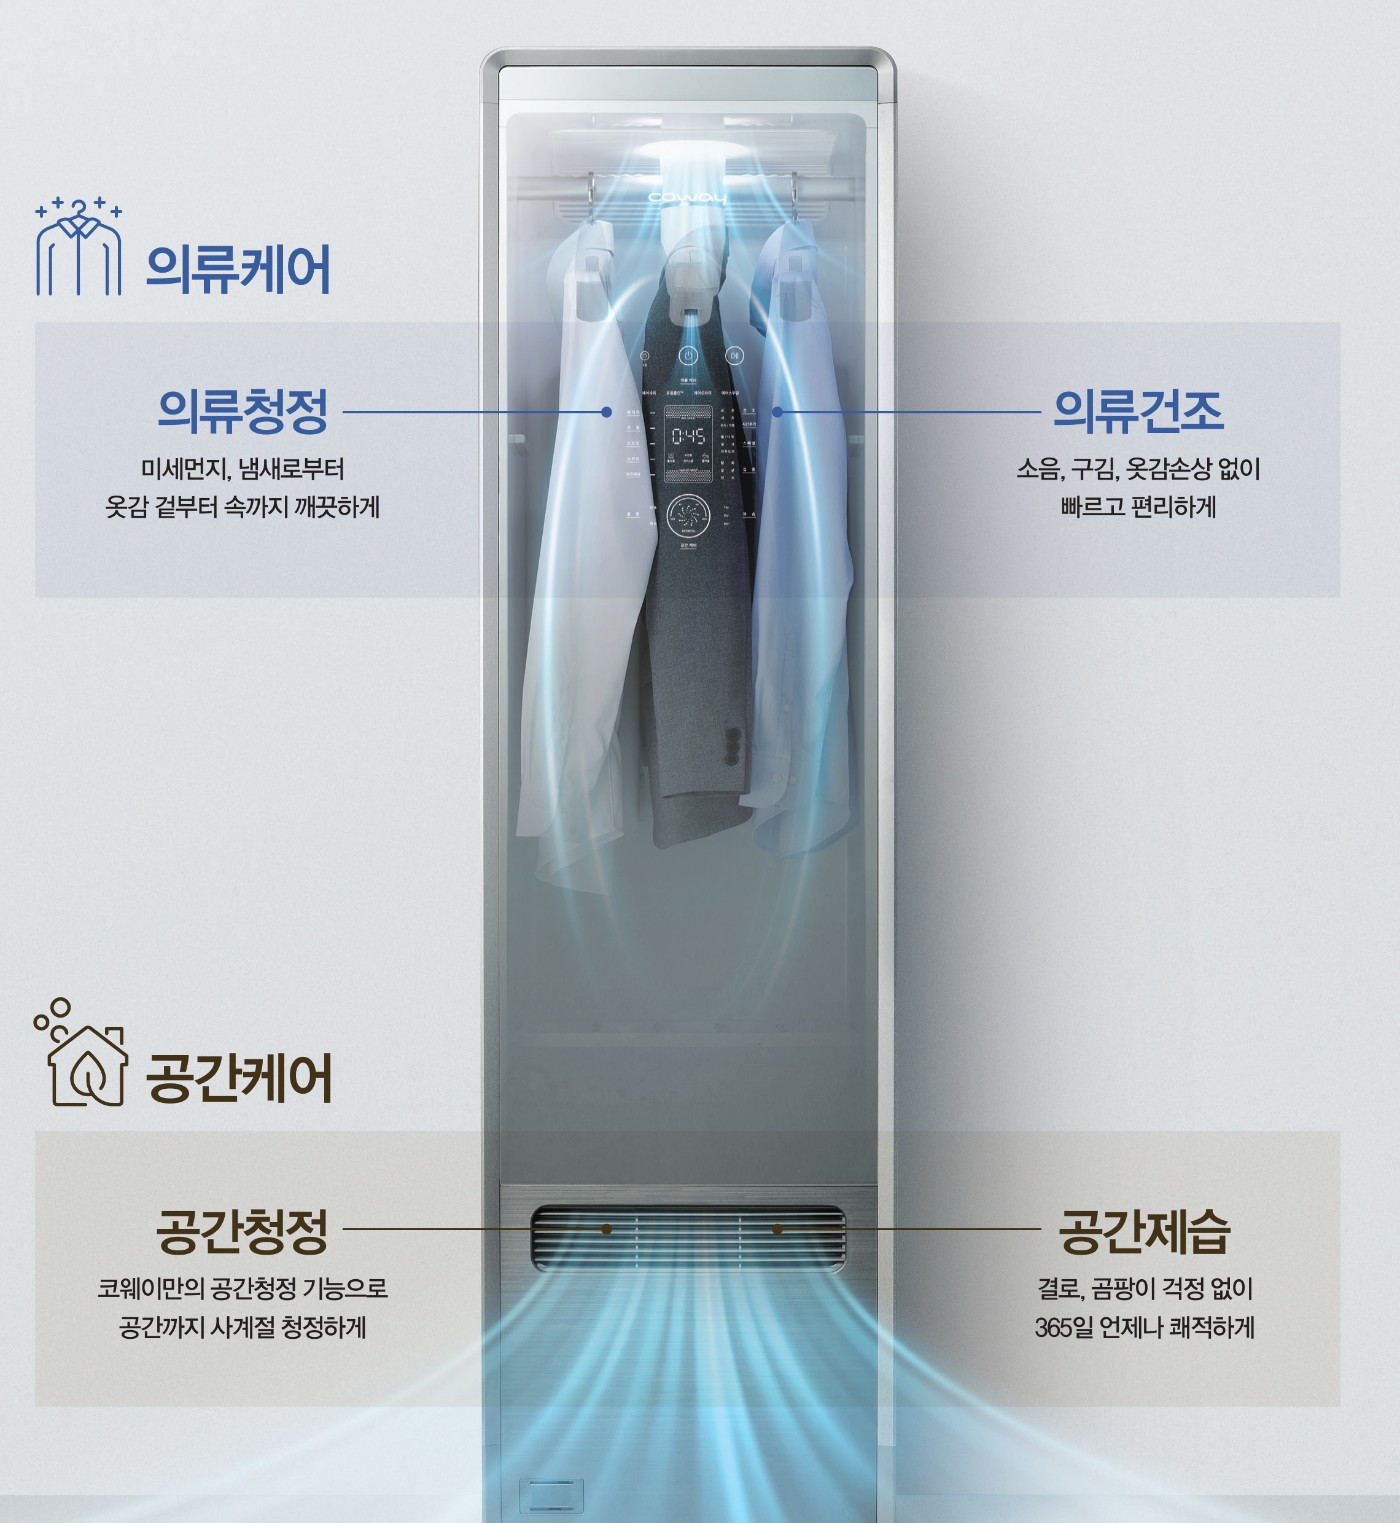 coway
의류케어
의류청정
미세먼지, 냄새로부터
옷감 겉부터 속까지 깨끗하게
의류건조
소음, 구김, 옷감손상 없이
빠르고 편리하게
0:45
공간케어
공간청정
코웨이만의 공간청정 기능으로
공간까지 사계절 청정하게
공간제습
결로, 곰팡이 걱정 없이
365일 언제나 쾌적하게